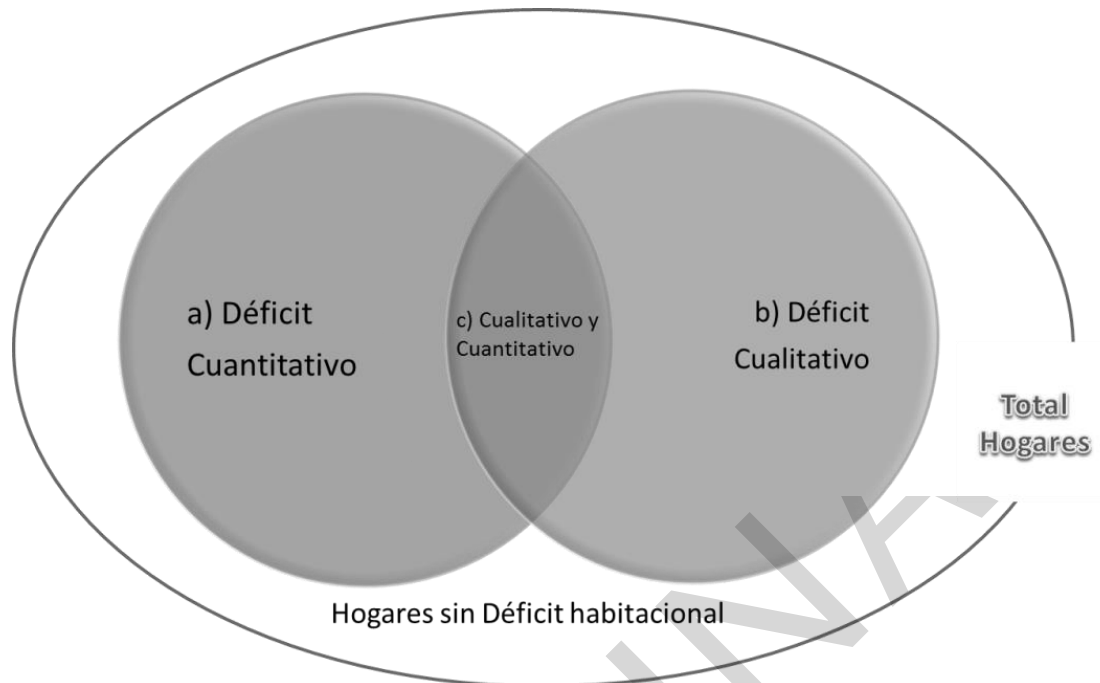 a) Déficit
Cuantitativo
c) Cualitativo y
Cuantitativo
b) Déficit
Cualitativo
Total
Hogares
Hogares sin Déficit habitacional